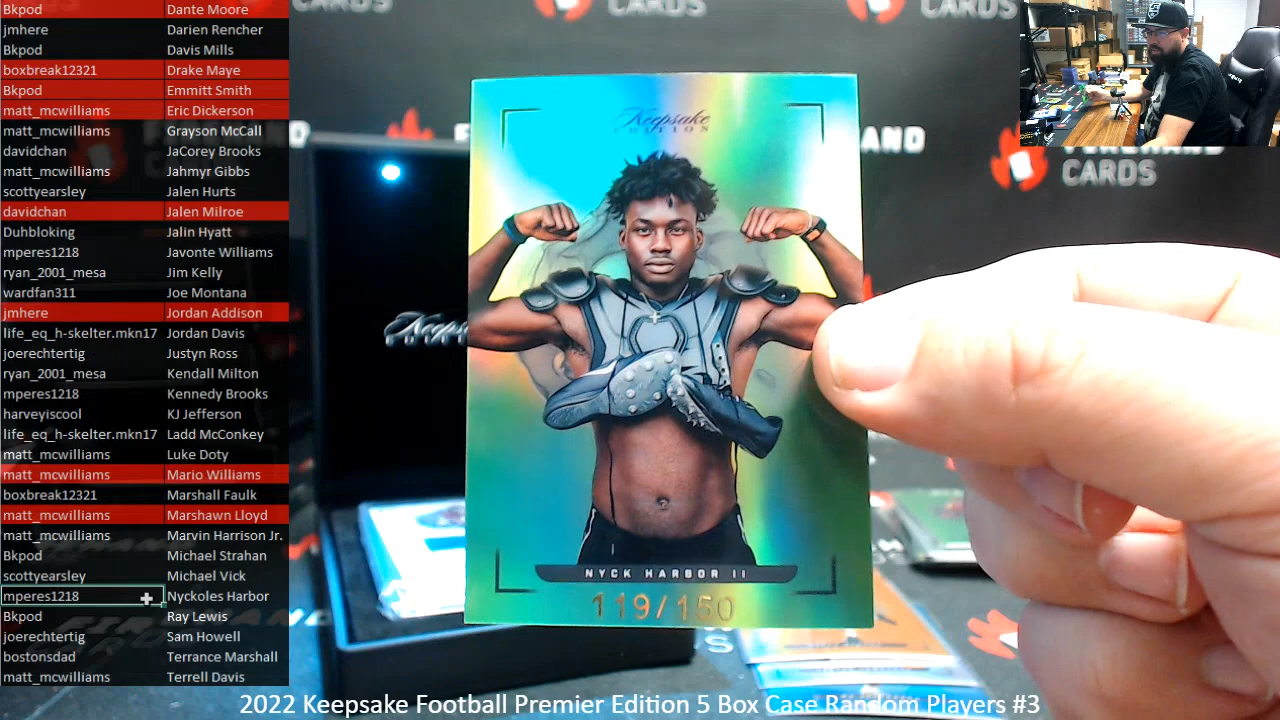 Bkpod Dante Moore
jmhere Darien Rencher
Bkpod Davis Mills
boxbreak12321 Drake Maye
Bkpod Emmitt Smith
matt_mcwilliams Eric Dickerson
matt_mcwilliams Grayson McCall
davidchan JaCorey Brooks
matt_mcwilliams Jahmyr Gibbs
scottyearsley Jalen Hurts
davidchan Jalen Milroe
Duhbloking Jalin Hyatt
mperes1218 Javonte Williams
ryan_2001_mesa Jim Kelly
wardfan311 Joe Montana
jmhere Jordan Addison
life_eq_h-skelter.mkn17 Jordan Davis
joerechtertig Justyn Ross
ryan_2001_mesa Kendall Milton
mperes1218 Kennedy Brooks
harveyiscool KJ Jefferson
life_eq_h-skelter.mkn17 Ladd McConkey
matt_mcwilliams Luke Doty
matt_mcwilliams Mario Williams
boxbreak12321 Marshall Faulk
matt_mcwilliams Marshawn Lloyd
matt_mcwilliams Marvin Harrison Jr.
Bkpod Michael Strahan
scottyearsley Michael Vick
mperes1218 Nyckoles Harbor
Bkpod Ray Lewis
joerechtertig Sam Howell
bostonsdad Terrance Marshall
matt_mcwilliams Terrell Davis
Keepsake
EDITION
NYCK HARBOR II
119/150
CARDS
CARDS
CARDS
2022 Keepsake Football Premier Edition 5 Box Case Random Players #3